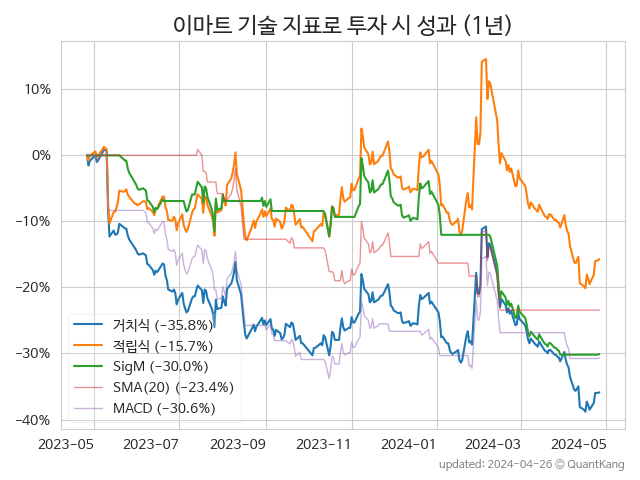 이마트 기술 지표로 투자 시 성과 (1년)
10%
0%
−10%
−20%
−30%
−40%
거치식 (−35.8%)
적립식 (−15.7%)
SigM (−30.0%)
SMA(20) (−23.4%)
MACD (−30.6%)
2023-05 2023-07 2023-09 2023-11 2024-01 2024-03 2024-05
updated: 2024-04-26 © QuantKang